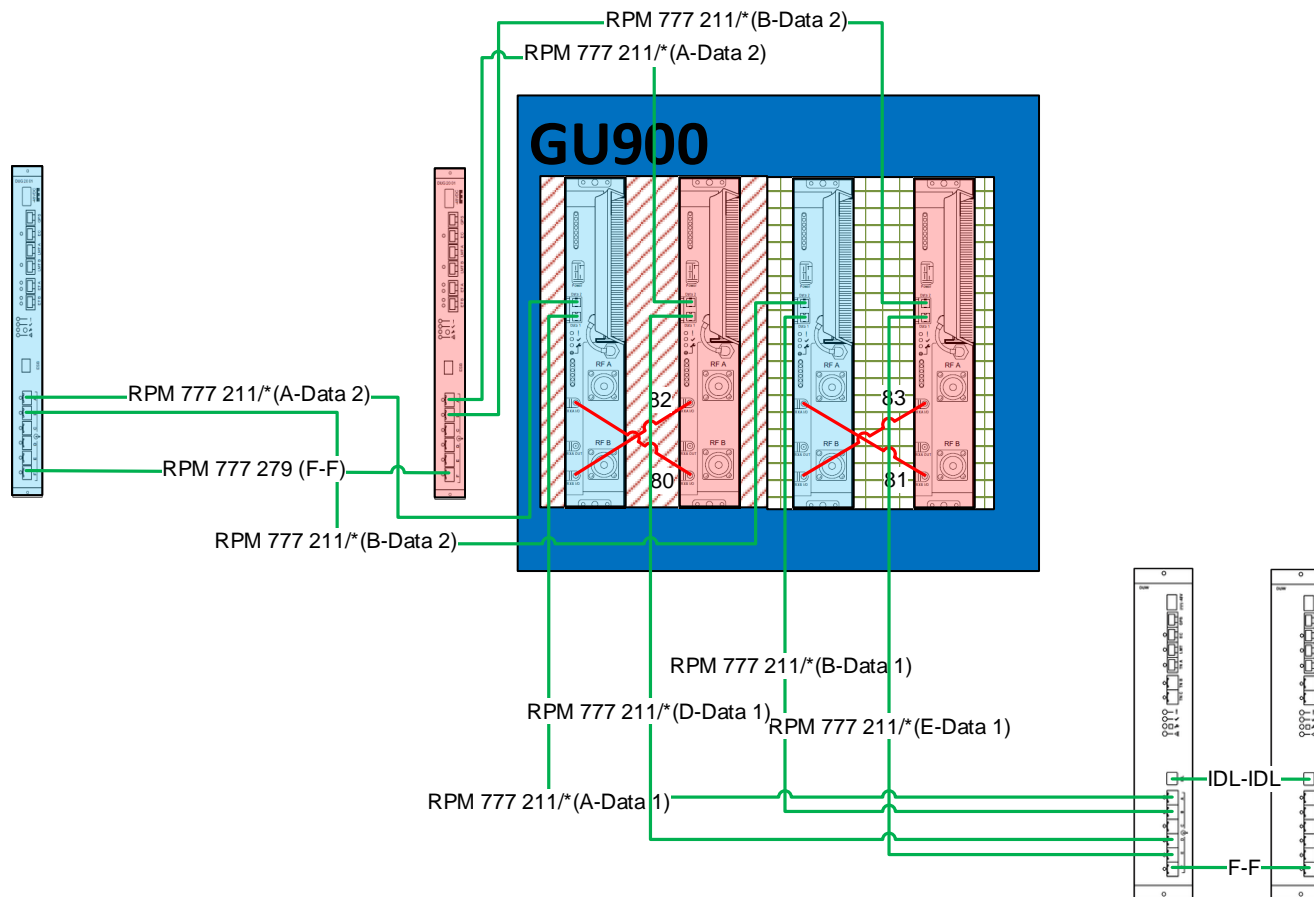 RPM 777 211/*(B-Data 2)
RPM 777 211/*(A-Data 2)
GU900
RF A
RF A
RF A
RF A
82
83
RPM 777 211/*(A-Data 2)
RF B
RF B
RF B
RF B
RPM 777 279 (F-F)
80
81
RPM 777 211/*(B-Data 2)
RPM 777 211/*(B-Data 1)
RPM 777 211/*(D-Data 1)
RPM 777 211/*(E-Data 1)
IDL-IDL
RPM 777 211/*(A-Data 1)
F-F